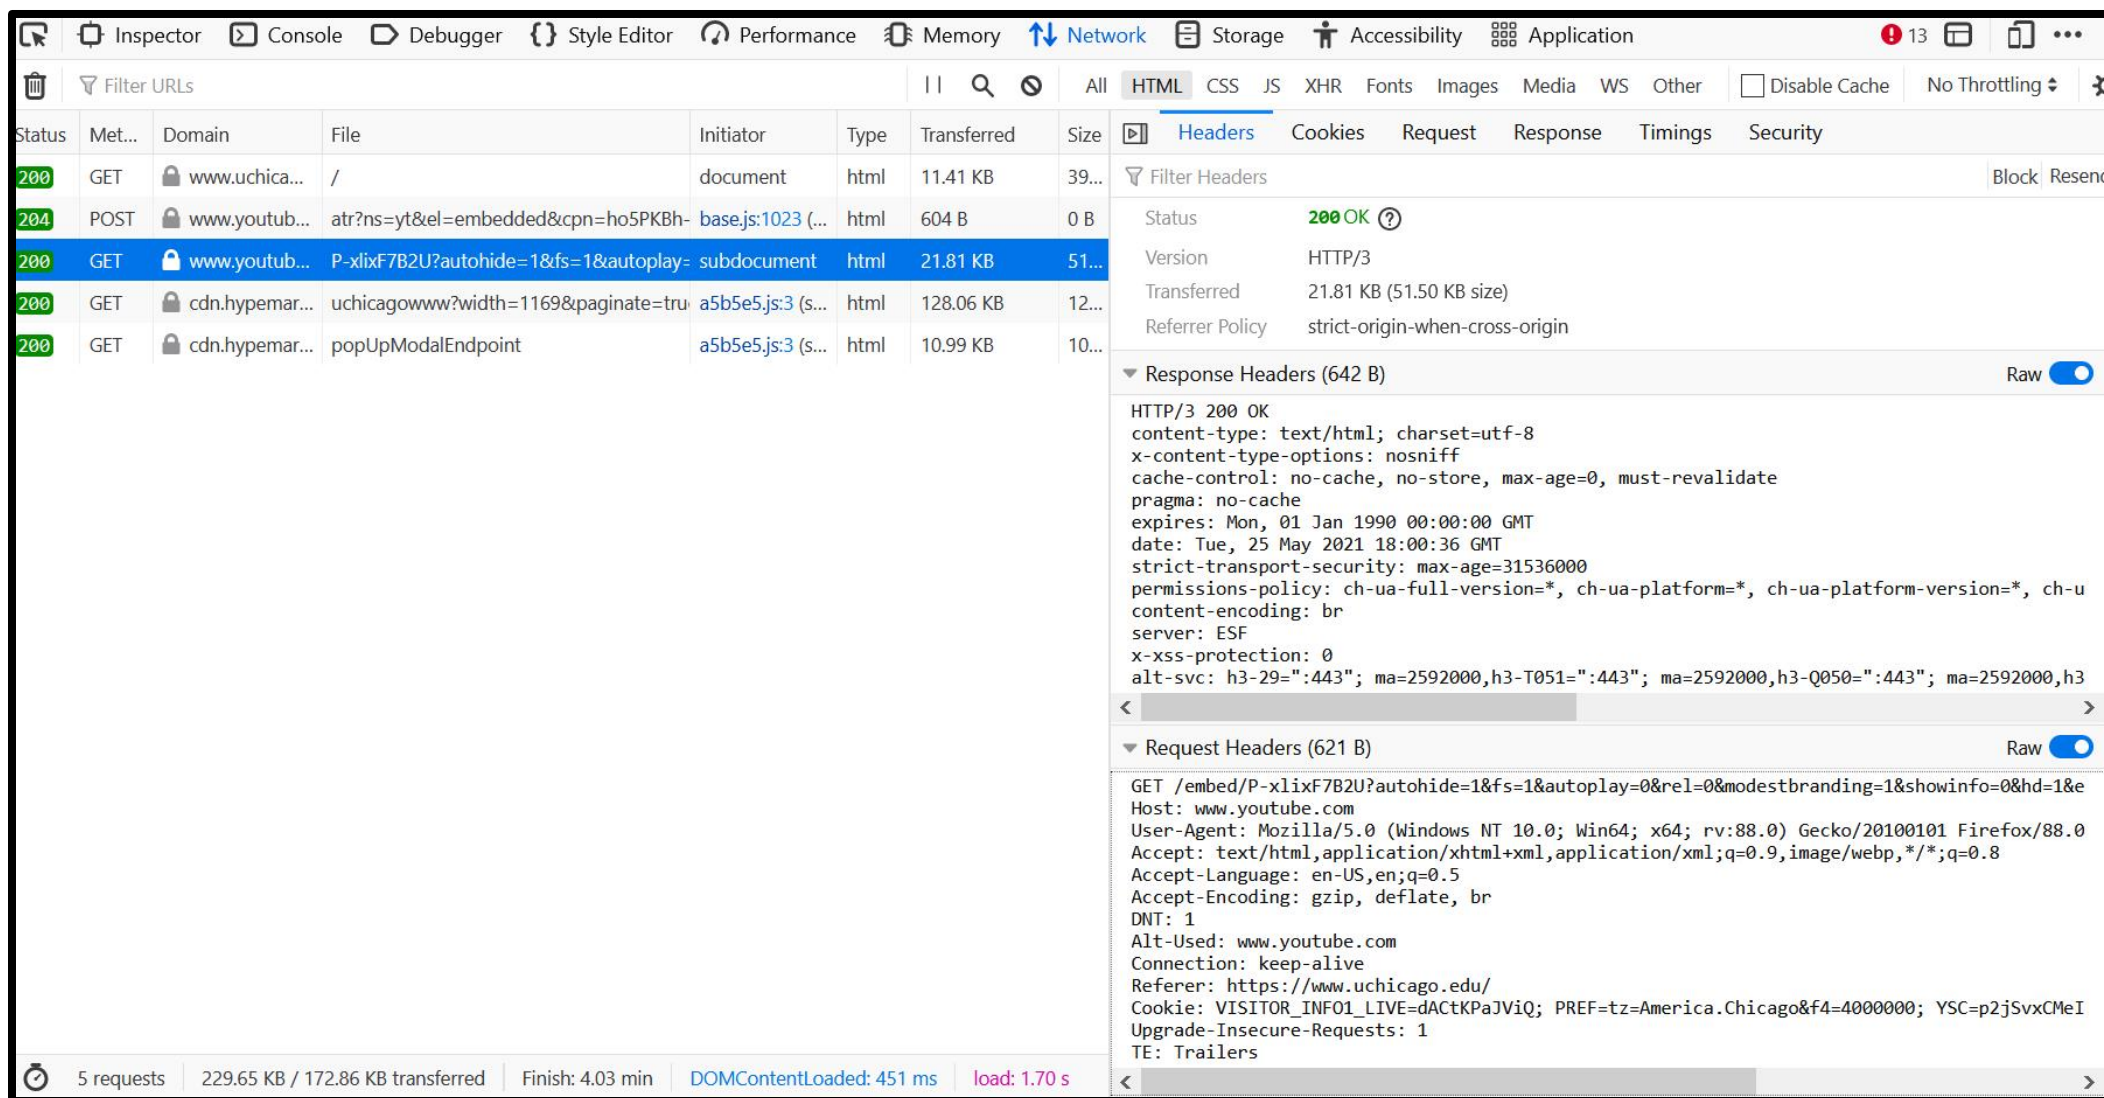 Inspector Console Debugger {} Style Editor Performance Memory Network Storage Accessibility Application 13
Filter URLs All HTML CSS JS XHR Fonts Images Media WS Other Disable Cache No Throttling
Status Met... Domain File Initiator Type Transferred Size
200 GET www.uchica... / document html 11.41 KB 39...
204 POST www.youtub... atr?ns=yt&el=embedded&cpn=ho5PKBh- base.js:1023 (... html 604 B 0 B
200 GET www.youtub... P-xlixF7B2U?autohide=1&fs=1&autoplay= subdocument html 21.81 KB 51...
200 GET cdn.hypemar... uchicagowww?width=1169&paginate=tru a5b5e5.js:3 (s... html 128.06 KB 12...
200 GET cdn.hypemar... popUpModalEndpoint a5b5e5.js:3 (s... html 10.99 KB 10...
5 requests 229.65 KB / 172.86 KB transferred Finish: 4.03 min DOMContentLoaded: 451 ms load: 1.70 s
Headers Cookies Request Response Timings Security
Filter Headers Block Resend
Status 200 OK ?
Version HTTP/3
Transferred 21.81 KB (51.50 KB size)
Referrer Policy strict-origin-when-cross-origin
Response Headers (642 B) Raw
HTTP/3 200 OK
content-type: text/html; charset=utf-8
x-content-type-options: nosniff
cache-control: no-cache, no-store, max-age=0, must-revalidate
pragma: no-cache
expires: Mon, 01 Jan 1990 00:00:00 GMT
date: Tue, 25 May 2021 18:00:36 GMT
strict-transport-security: max-age=31536000
permissions-policy: ch-ua-full-version=*, ch-ua-platform=*, ch-ua-platform-version=*, ch-u
content-encoding: br
server: ESF
x-xss-protection: 0
alt-svc: h3-29=":443"; ma=2592000,h3-T051=":443"; ma=2592000,h3-Q050=":443"; ma=2592000,h3
Request Headers (621 B) Raw
GET /embed/P-xlixF7B2U?autohide=1&fs=1&autoplay=0&rel=0&modestbranding=1&showinfo=0&hd=1&e
Host: www.youtube.com
User-Agent: Mozilla/5.0 (Windows NT 10.0; Win64; x64; rv:88.0) Gecko/20100101 Firefox/88.0
Accept: text/html,application/xhtml+xml,application/xml;q=0.9,image/webp,*/*;q=0.8
Accept-Language: en-US,en;q=0.5
Accept-Encoding: gzip, deflate, br
DNT: 1
Alt-Used: www.youtube.com
Connection: keep-alive
Referer: https://www.uchicago.edu/
Cookie: VISITOR_INFO1_LIVE=dACtKPaJViQ; PREF=tz=America.Chicago&f4=4000000; YSC=p2jSvxCMeI
Upgrade-Insecure-Requests: 1
TE: Trailers